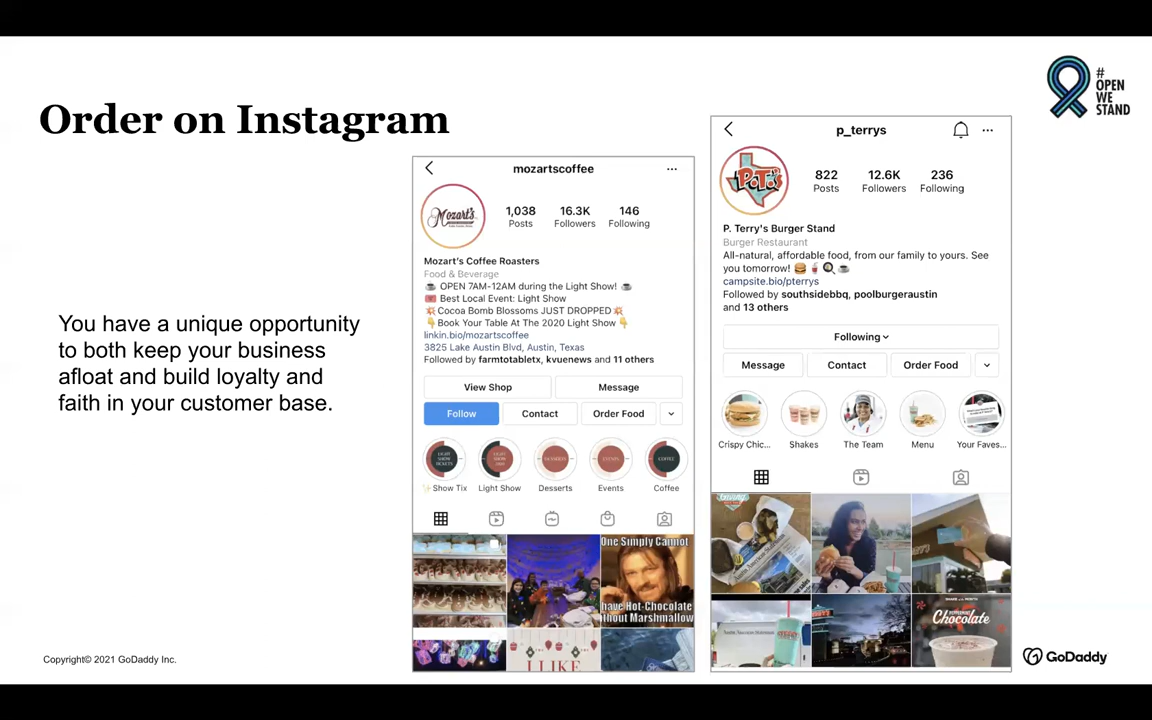 Order on Instagram
#
OPEN
WE
STAND
You have a unique opportunity
to both keep your business
afloat and build loyalty and
faith in your customer base.
mozartscoffee
Mozart's
1,038 16.3K 146
Posts Followers Following
Mozart's Coffee Roasters
Food & Beverage
☕ OPEN 7AM-12AM during the Light Show! ☕
🎟 Best Local Event: Light Show
💥Cocoa Bomb Blossoms JUST DROPPED💥
👇Book Your Table At The 2020 Light Show👇
linkin.bio/mozartscoffee
3825 Lake Austin Blvd, Austin, Texas
Followed by farmtotabletx, kvuenews and 11 others
View Shop Message
Follow Contact Order Food
LIGHT SHOW TICKETS
EVENTS
COFFEE
✨Show Tix Light Show Desserts Events Coffee
One Simply Cannot
have Hot-Chocolate
I LIKE
p_terrys
822 12.6K 236
Posts Followers Following
P. Terry's Burger Stand
Burger Restaurant
All-natural, affordable food, from our family to yours. See
you tomorrow! 🍔🥤🍳☕
campsite.bio/pterrys
Followed by southsidebbq, poolburgeraustin
and 13 others
Following
Message Contact Order Food
Crispy Chic... Shakes The Team Menu Your Faves...
Chocolate
Copyright© 2021 GoDaddy Inc.
GoDaddy